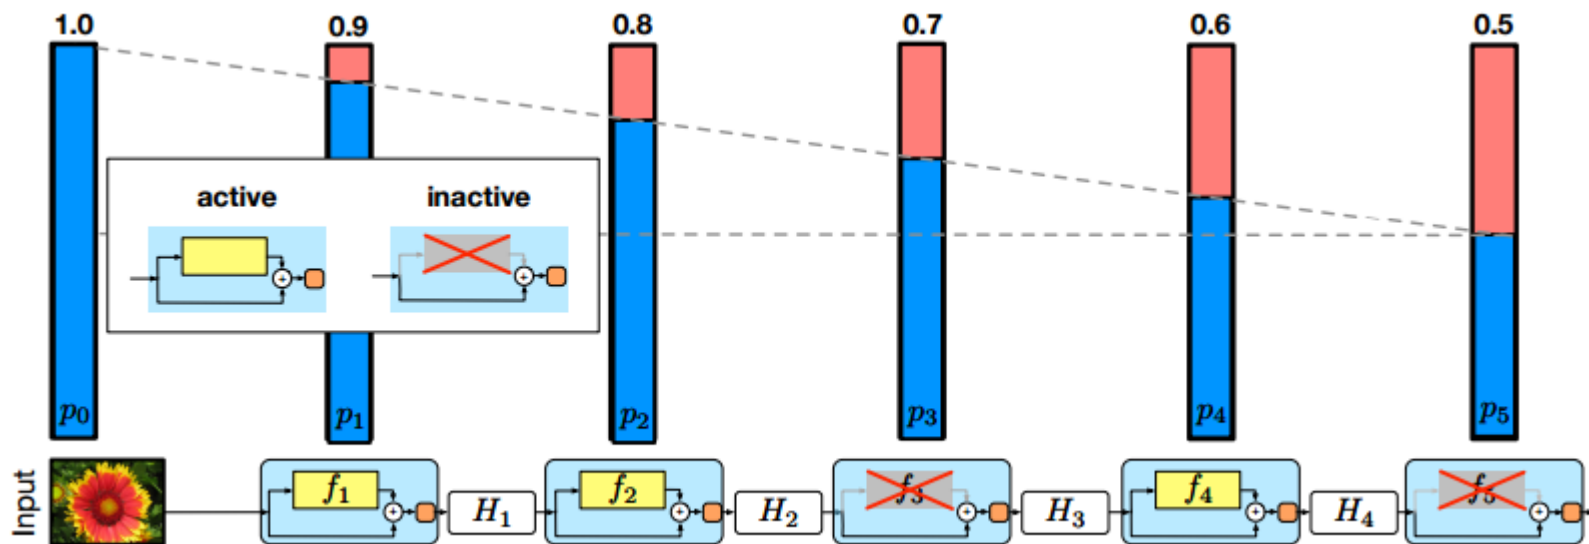 1.0 0.9 0.8 0.7 0.6 0.5
active inactive
+ +
p0 p1 p2 p3 p4 p5
Input
f1 f2 f3 f4 f5
+ + + + +
H1 H2 H3 H4